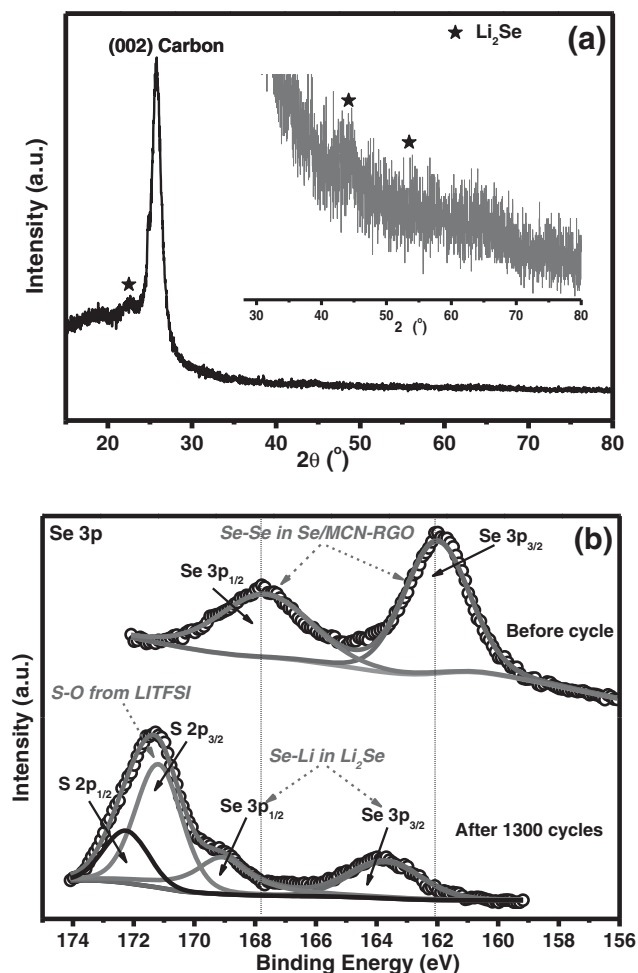 (a)
★ Li₂Se
(002) Carbon
Intensity (a.u.)
30 40 50 60 70 80
2 (°)
20 30 40 50 60 70 80
2θ (°)
(b)
Se 3p
Se-Se in Se/MCN-RGO
Se 3p₃/₂
Se 3p₁/₂
Before cycle
S-O from LITFSI
S 2p₃/₂
Se-Li in Li₂Se
S 2p₁/₂
Se 3p₁/₂
Se 3p₃/₂
After 1300 cycles
Intensity (a.u.)
174 172 170 168 166 164 162 160 158 156
Binding Energy (eV)